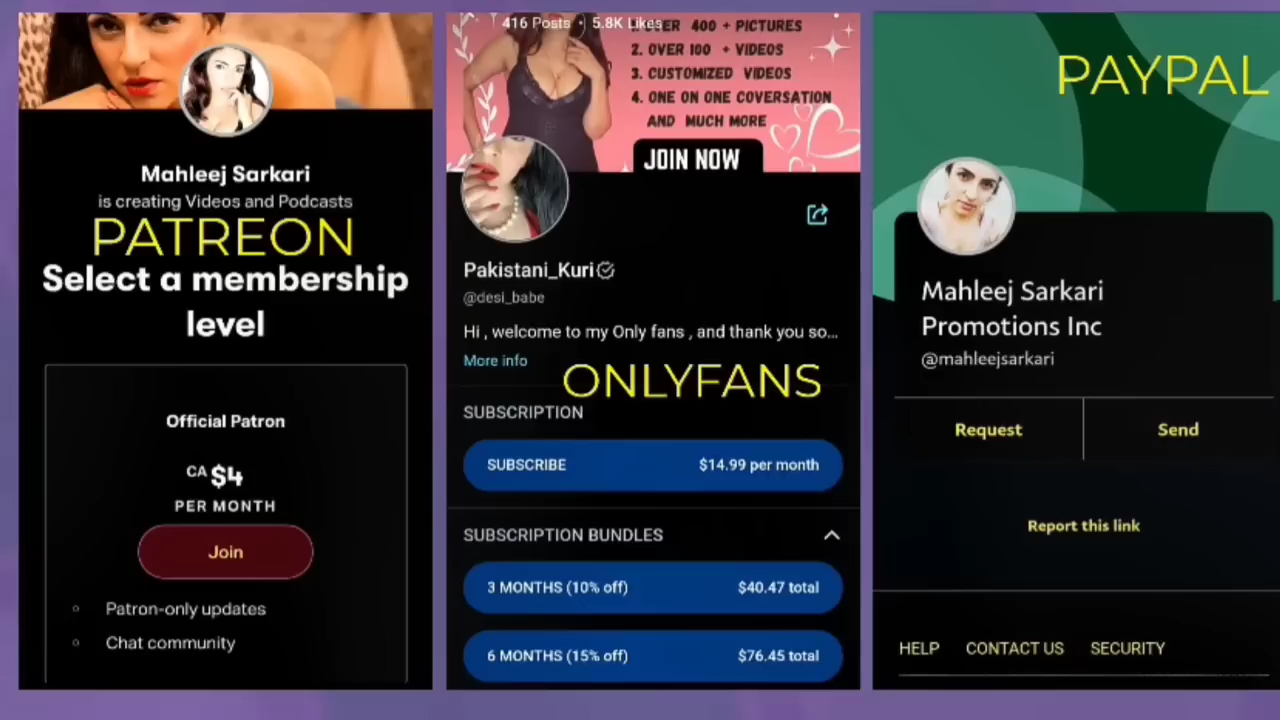 Mahleej Sarkari
is creating Videos and Podcasts
PATREON
Select a membership
level
Official Patron
CA $4
PER MONTH
Join
Patron-only updates
Chat community
416 Posts • 5.8K Likes
OVER 400 + PICTURES
2. OVER 100 + VIDEOS
3. CUSTOMIZED VIDEOS
4. ONE ON ONE COVERSATION
AND MUCH MORE
JOIN NOW
Pakistani_Kuri
@desi_babe
Hi , welcome to my Only fans , and thank you so...
More info
ONLYFANS
SUBSCRIPTION
SUBSCRIBE $14.99 per month
SUBSCRIPTION BUNDLES
3 MONTHS (10% off) $40.47 total
6 MONTHS (15% off) $76.45 total
PAYPAL
Mahleej Sarkari
Promotions Inc
@mahleejsarkari
Request Send
Report this link
HELP CONTACT US SECURITY